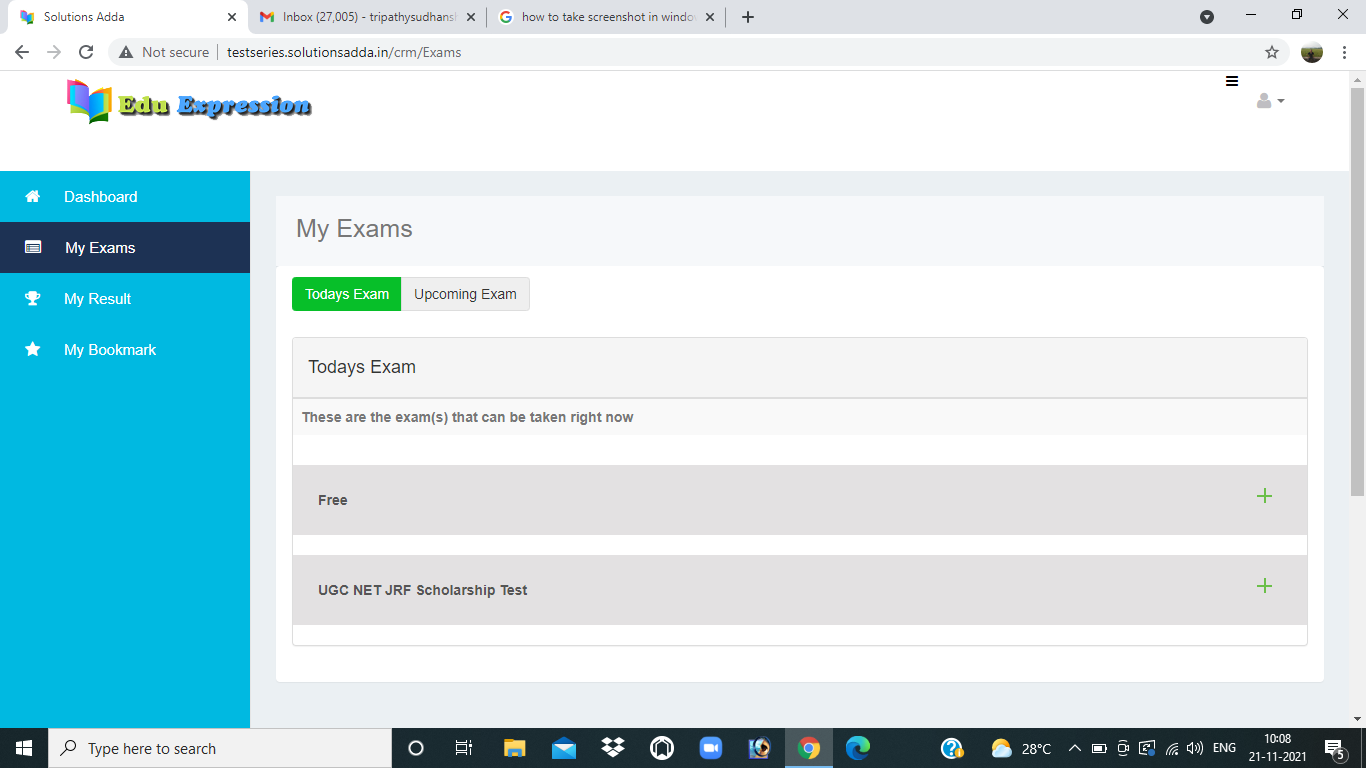 Solutions Adda
Inbox (27,005) - tripathysudhansh
how to take screenshot in windo
Not secure
testseries.solutionsadda.in/crm/Exams
Edu Expression
Dashboard
My Exams
My Result
My Bookmark
My Exams
Todays Exam
Upcoming Exam
Todays Exam
These are the exam(s) that can be taken right now
Free
UGC NET JRF Scholarship Test
Type here to search
28°C
ENG
10:08
21-11-2021
5